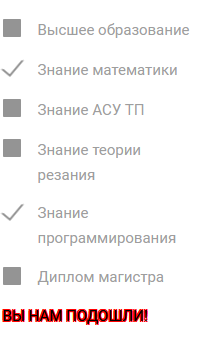 Высшее образование
Знание математики
Знание АСУ ТП
Знание теории
резания
Знание
программирования
Диплом магистра
ВЫ НАМ ПОДОШЛИ!